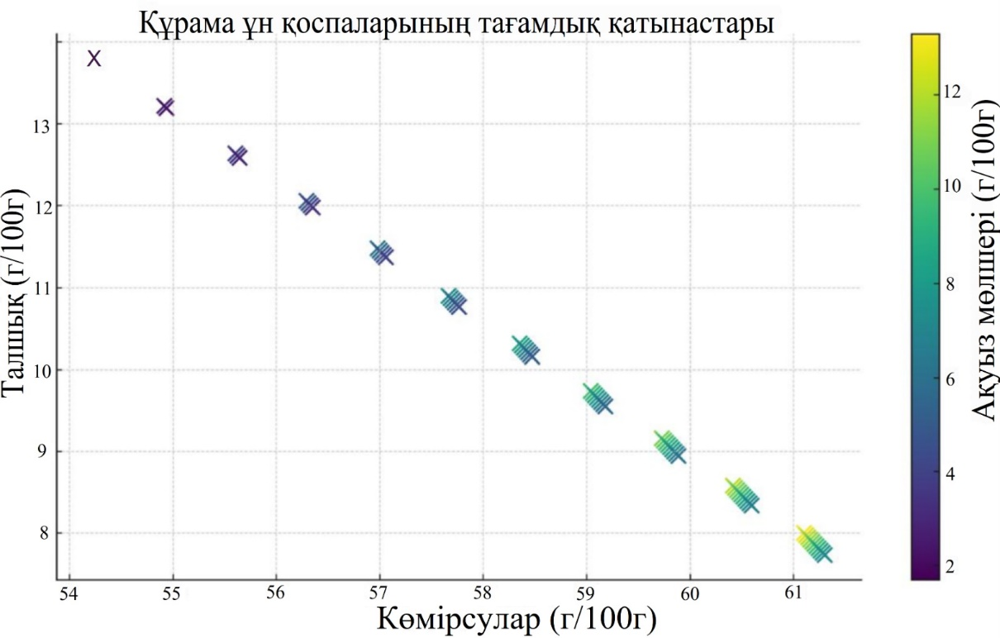 Құрама ұн қоспаларының тағамдық қатынастары
Талшық (г/100г)
13
12
11
10
9
8
54 55 56 57 58 59 60 61
Көмірсулар (г/100г)
12
10
8
6
4
2
Ақуыз мөлшері (г/100г)